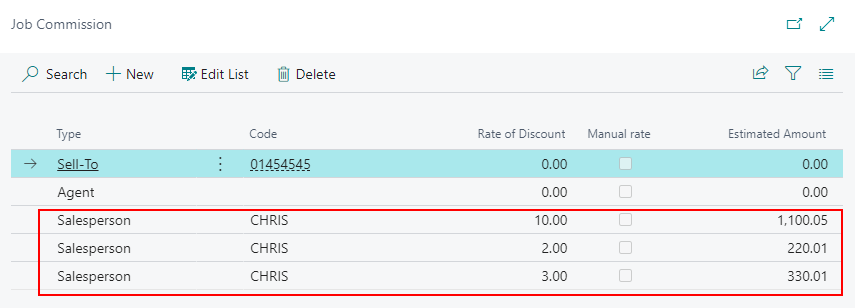 Job Commission
Search New Edit List Delete
Type Code Rate of Discount Manual rate Estimated Amount
Sell-To 01454545 0.00 0.00
Agent 0.00 0.00
Salesperson CHRIS 10.00 1,100.05
Salesperson CHRIS 2.00 220.01
Salesperson CHRIS 3.00 330.01